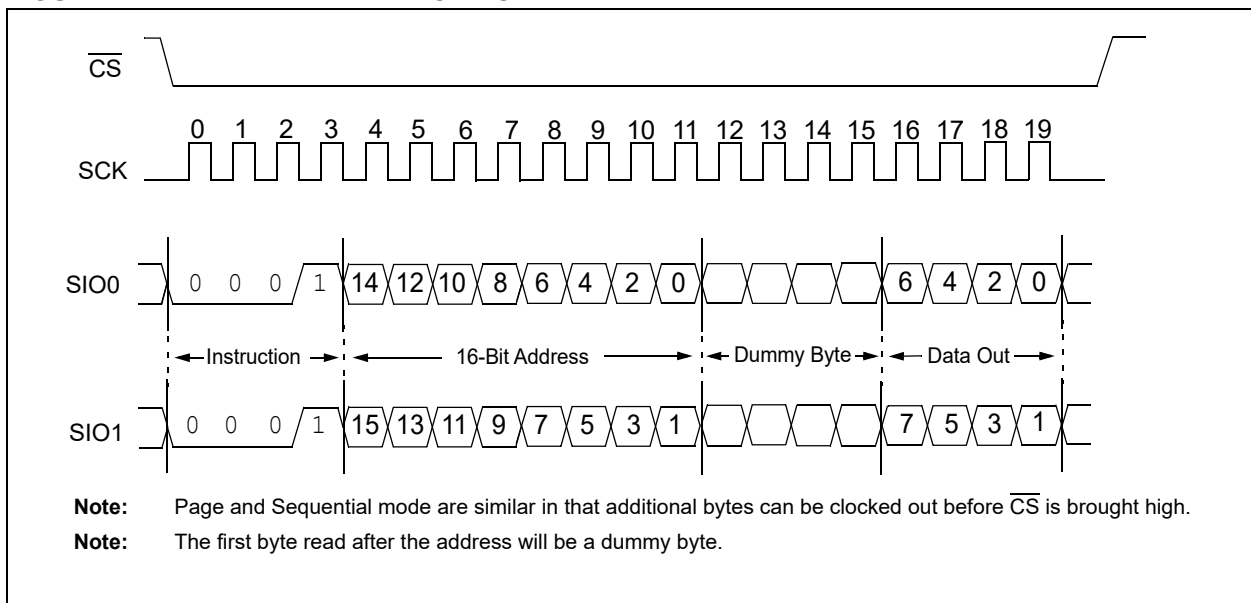 CS
0 1 2 3 4 5 6 7 8 9 10 11 12 13 14 15 16 17 18 19
SCK
SIO0 0 0 0 1 14 12 10 8 6 4 2 0 6 4 2 0
Instruction 16-Bit Address Dummy Byte Data Out
SIO1 0 0 0 1 15 13 11 9 7 5 3 1 7 5 3 1
Note: Page and Sequential mode are similar in that additional bytes can be clocked out before CS is brought high.
Note: The first byte read after the address will be a dummy byte.